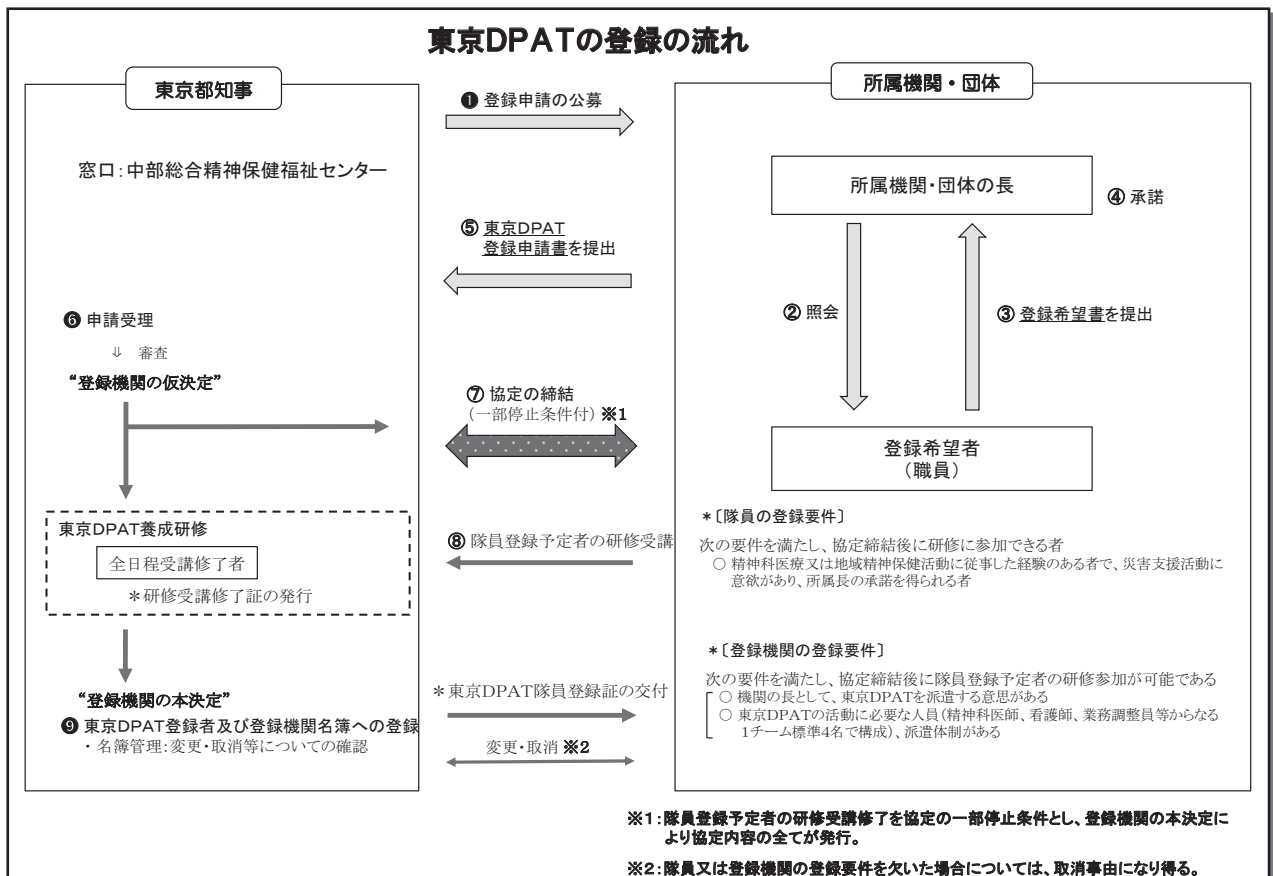 東京DPATの登録の流れ
東京都知事
窓口:中部総合精神保健福祉センター
❶ 登録申請の公募
⑤ 東京DPAT
登録申請書を提出
❻ 申請受理
⇓ 審査
“登録機関の仮決定”
⑦ 協定の締結
(一部停止条件付) ※1
東京DPAT養成研修
全日程受講修了者
*研修受講修了証の発行
⑧ 隊員登録予定者の研修受講
“登録機関の本決定”
❾ 東京DPAT登録者及び登録機関名簿への登録
・名簿管理:変更・取消等についての確認
*東京DPAT隊員登録証の交付
変更・取消 ※2
所属機関・団体
所属機関・団体の長
④ 承諾
② 照会
③ 登録希望書を提出
登録希望者
(職員)
*〔隊員の登録要件〕
次の要件を満たし、協定締結後に研修に参加できる者
○ 精神科医療又は地域精神保健活動に従事した経験のある者で、災害支援活動に
意欲があり、所属長の承諾を得られる者
*〔登録機関の登録要件〕
次の要件を満たし、協定締結後に隊員登録予定者の研修参加が可能である
○ 機関の長として、東京DPATを派遣する意思がある
○ 東京DPATの活動に必要な人員(精神科医師、看護師、業務調整員等からなる
1チーム標準4名で構成)、派遣体制がある
※1:隊員登録予定者の研修受講修了を協定の一部停止条件とし、登録機関の本決定に
より協定内容の全てが発行。
※2:隊員又は登録機関の登録要件を欠いた場合については、取消事由になり得る。